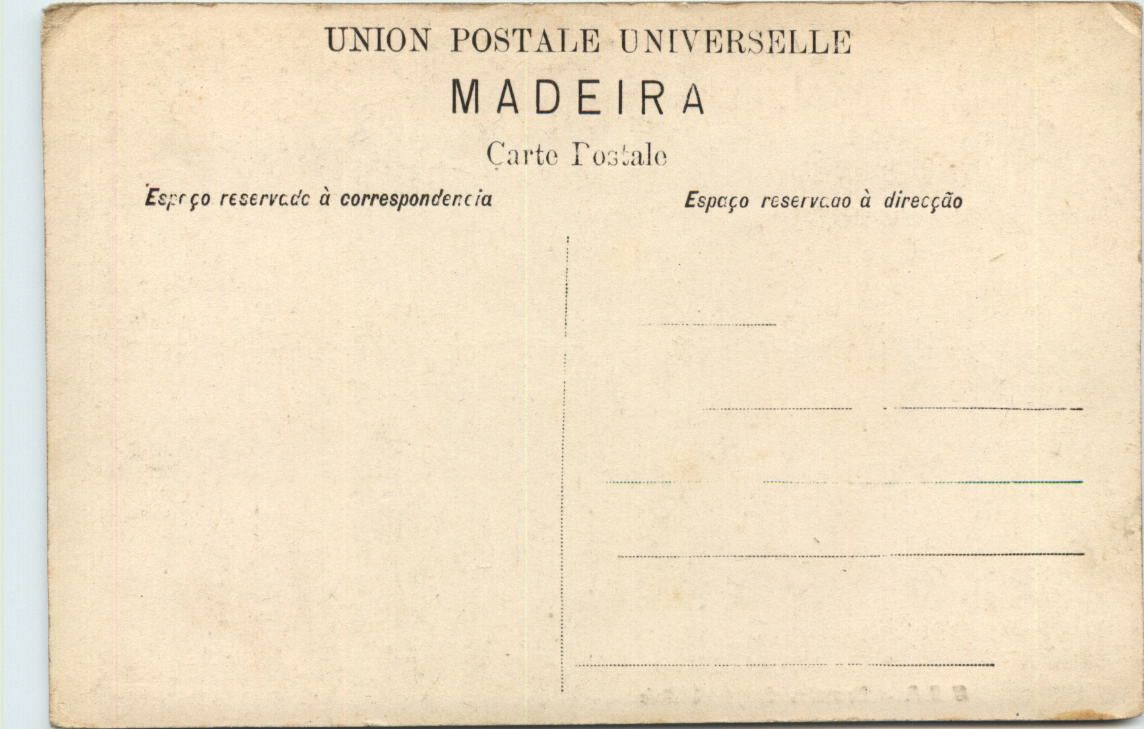 UNION POSTALE UNIVERSELLE
MADEIRA
Carte Postale
Espaço reservado à correspondencia
Espaço reservado à direcção